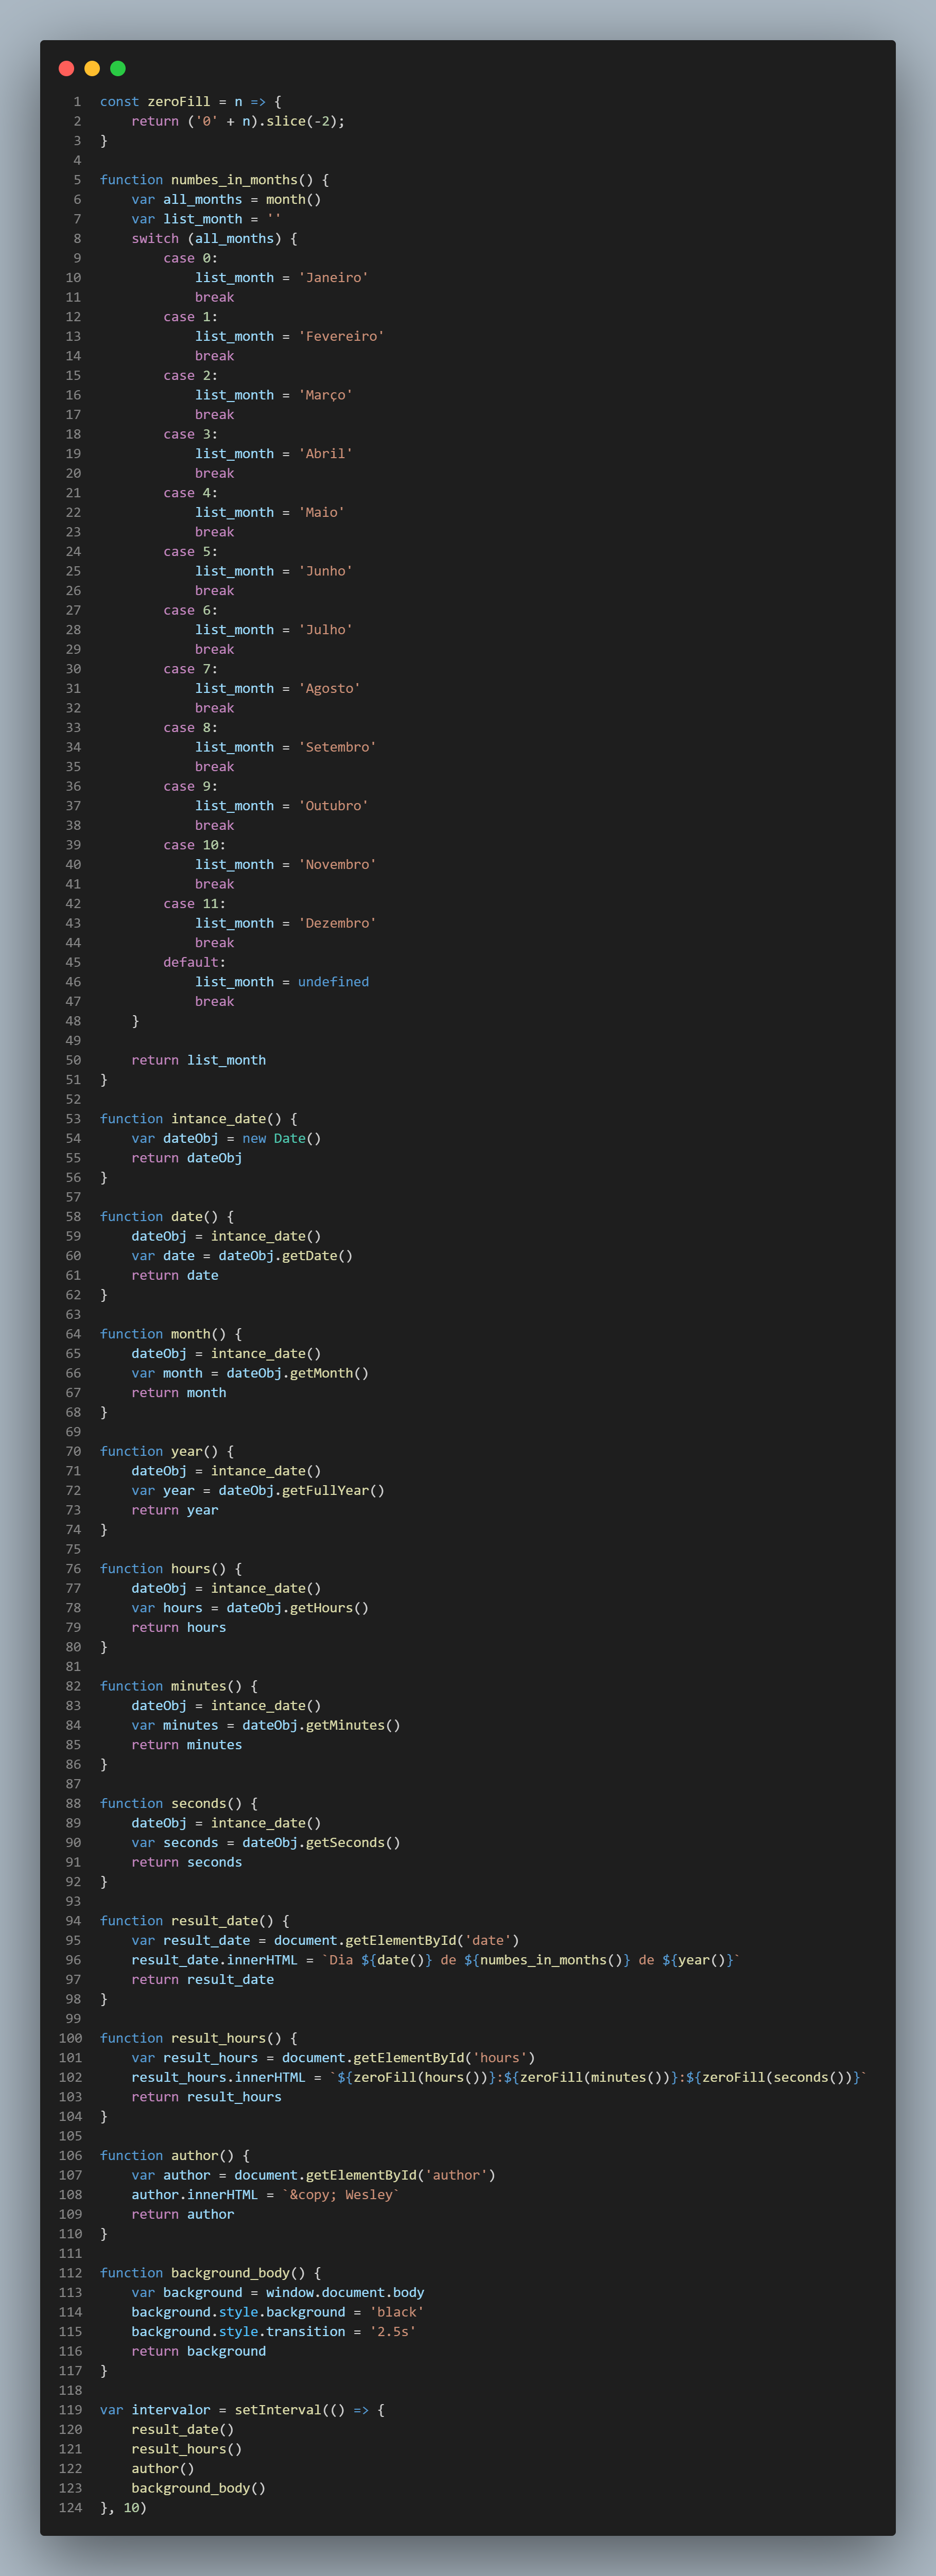 1 const zeroFill = n => {
2     return ('0' + n).slice(-2);
3 }
4
5 function numbes_in_months() {
6     var all_months = month()
7     var list_month = ''
8     switch (all_months) {
9         case 0:
10             list_month = 'Janeiro'
11             break
12         case 1:
13             list_month = 'Fevereiro'
14             break
15         case 2:
16             list_month = 'Março'
17             break
18         case 3:
19             list_month = 'Abril'
20             break
21         case 4:
22             list_month = 'Maio'
23             break
24         case 5:
25             list_month = 'Junho'
26             break
27         case 6:
28             list_month = 'Julho'
29             break
30         case 7:
31             list_month = 'Agosto'
32             break
33         case 8:
34             list_month = 'Setembro'
35             break
36         case 9:
37             list_month = 'Outubro'
38             break
39         case 10:
40             list_month = 'Novembro'
41             break
42         case 11:
43             list_month = 'Dezembro'
44             break
45         default:
46             list_month = undefined
47             break
48     }
49
50     return list_month
51 }
52
53 function intance_date() {
54     var dateObj = new Date()
55     return dateObj
56 }
57
58 function date() {
59     dateObj = intance_date()
60     var date = dateObj.getDate()
61     return date
62 }
63
64 function month() {
65     dateObj = intance_date()
66     var month = dateObj.getMonth()
67     return month
68 }
69
70 function year() {
71     dateObj = intance_date()
72     var year = dateObj.getFullYear()
73     return year
74 }
75
76 function hours() {
77     dateObj = intance_date()
78     var hours = dateObj.getHours()
79     return hours
80 }
81
82 function minutes() {
83     dateObj = intance_date()
84     var minutes = dateObj.getMinutes()
85     return minutes
86 }
87
88 function seconds() {
89     dateObj = intance_date()
90     var seconds = dateObj.getSeconds()
91     return seconds
92 }
93
94 function result_date() {
95     var result_date = document.getElementById('date')
96     result_date.innerHTML = `Dia ${date()} de ${numbes_in_months()} de ${year()}`
97     return result_date
98 }
99
100 function result_hours() {
101     var result_hours = document.getElementById('hours')
102     result_hours.innerHTML = `${zeroFill(hours())}:${zeroFill(minutes())}:${zeroFill(seconds())}`
103     return result_hours
104 }
105
106 function author() {
107     var author = document.getElementById('author')
108     author.innerHTML = `&copy; Wesley`
109     return author
110 }
111
112 function background_body() {
113     var background = window.document.body
114     background.style.background = 'black'
115     background.style.transition = '2.5s'
116     return background
117 }
118
119 var intervalor = setInterval(() => {
120     result_date()
121     result_hours()
122     author()
123     background_body()
124 }, 10)